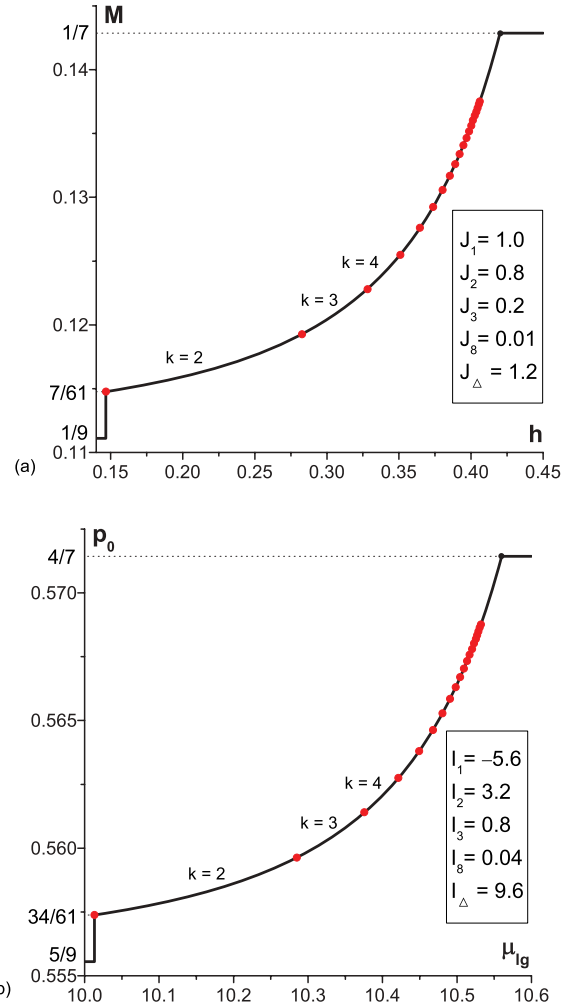 M
1/7
0.14
0.13
k = 4
k = 3
0.12
k = 2
7/61
1/9
0.11
J₁= 1.0
J₂= 0.8
J₃= 0.2
J₈= 0.01
J△ = 1.2
h
(a)
0.15 0.20 0.25 0.30 0.35 0.40 0.45
p₀
4/7
0.570
0.565
k = 4
k = 3
0.560
k = 2
34/61
5/9
0.555
I₁= −5.6
I₂= 3.2
I₃= 0.8
I₈= 0.04
I△ = 9.6
μlg
)
10.0 10.1 10.2 10.3 10.4 10.5 10.6